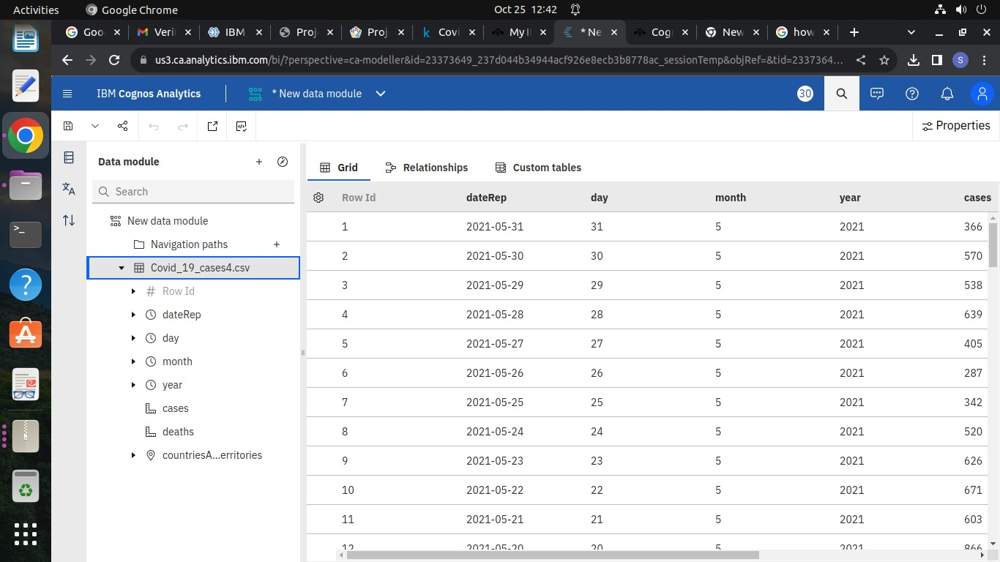 Activities
Google Chrome
Oct 25 12:42
Goo
Veri
IBM
Proj
Proj
Covi
My I
* Ne
Cog
New
how
us3.ca.analytics.ibm.com/bi/?perspective=ca-modeller&id=23373649_237d044b34944acf926e8ecb3b8778ac_sessionTemp&objRef=&tid=2337364...
S
IBM Cognos Analytics
* New data module
30
Properties
Data module
Search
New data module
Navigation paths
Covid_19_cases4.csv
Row Id
dateRep
day
month
year
cases
deaths
countriesA...erritories
Grid
Relationships
Custom tables
Row Id dateRep day month year cases
1 2021-05-31 31 5 2021 366
2 2021-05-30 30 5 2021 570
3 2021-05-29 29 5 2021 538
4 2021-05-28 28 5 2021 639
5 2021-05-27 27 5 2021 405
6 2021-05-26 26 5 2021 287
7 2021-05-25 25 5 2021 342
8 2021-05-24 24 5 2021 520
9 2021-05-23 23 5 2021 626
10 2021-05-22 22 5 2021 671
11 2021-05-21 21 5 2021 603
12 2021-05-20 20 5 2021 866